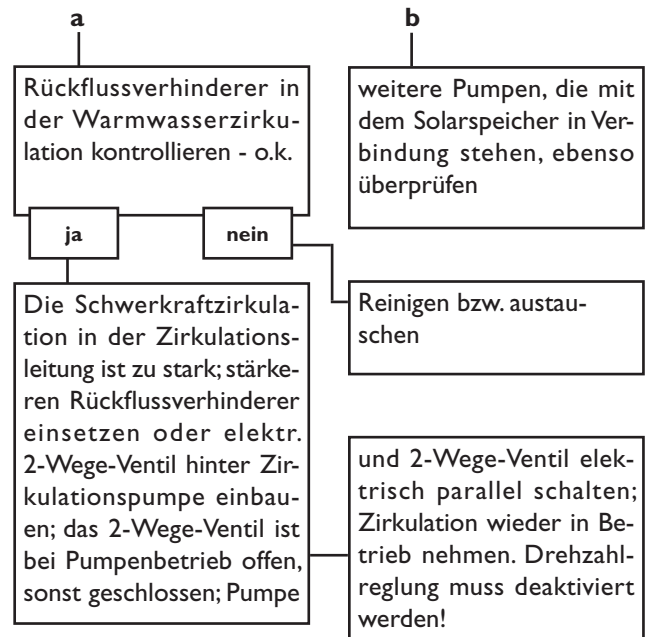 a
Rückflussverhinderer in
der Warmwasserzirku-
lation kontrollieren - o.k.
ja
nein
Die Schwerkraftzirkula-
tion in der Zirkulations-
leitung ist zu stark; stärke-
ren Rückflussverhinderer
einsetzen oder elektr.
2-Wege-Ventil hinter Zir-
kulationspumpe einbau-
en; das 2-Wege-Ventil ist
bei Pumpenbetrieb offen,
sonst geschlossen; Pumpe
und 2-Wege-Ventil elek-
trisch parallel schalten;
Zirkulation wieder in Be-
trieb nehmen. Drehzahl-
reglung muss deaktiviert
werden!
Reinigen bzw. austau-
schen
b
weitere Pumpen, die mit
dem Solarspeicher in Ver-
bindung stehen, ebenso
überprüfen